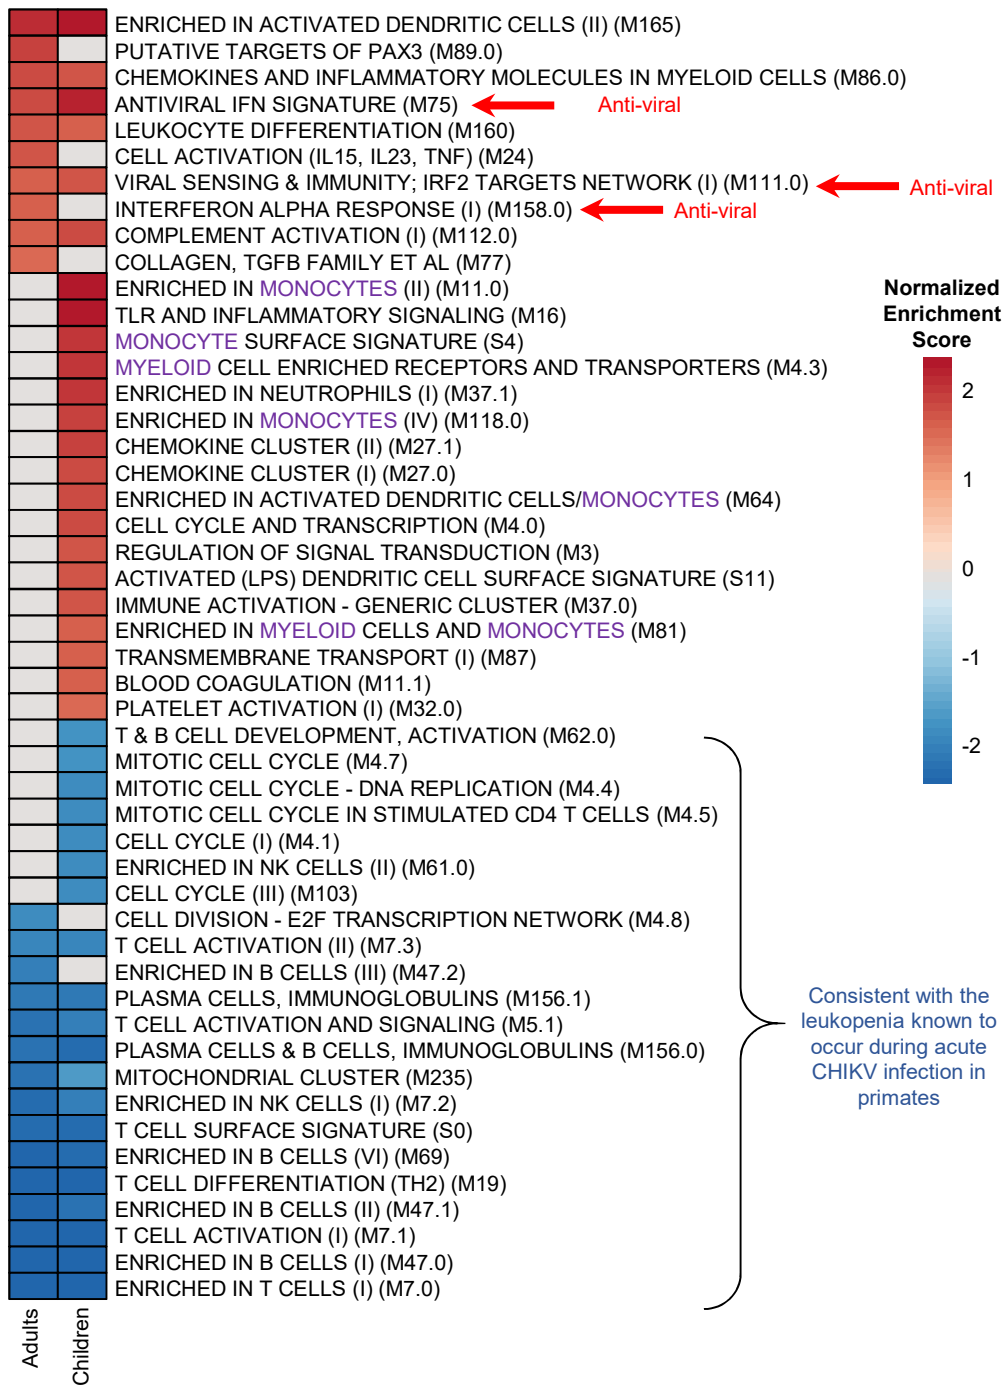 ENRICHED IN ACTIVATED DENDRITIC CELLS (II) (M165)
PUTATIVE TARGETS OF PAX3 (M89.0)
CHEMOKINES AND INFLAMMATORY MOLECULES IN MYELOID CELLS (M86.0)
ANTIVIRAL IFN SIGNATURE (M75) Anti-viral
LEUKOCYTE DIFFERENTIATION (M160)
CELL ACTIVATION (IL15, IL23, TNF) (M24)
VIRAL SENSING & IMMUNITY; IRF2 TARGETS NETWORK (I) (M111.0) Anti-viral
INTERFERON ALPHA RESPONSE (I) (M158.0) Anti-viral
COMPLEMENT ACTIVATION (I) (M112.0)
COLLAGEN, TGFB FAMILY ET AL (M77)
ENRICHED IN MONOCYTES (II) (M11.0)
TLR AND INFLAMMATORY SIGNALING (M16)
MONOCYTE SURFACE SIGNATURE (S4)
MYELOID CELL ENRICHED RECEPTORS AND TRANSPORTERS (M4.3)
ENRICHED IN NEUTROPHILS (I) (M37.1)
ENRICHED IN MONOCYTES (IV) (M118.0)
CHEMOKINE CLUSTER (II) (M27.1)
CHEMOKINE CLUSTER (I) (M27.0)
ENRICHED IN ACTIVATED DENDRITIC CELLS/MONOCYTES (M64)
CELL CYCLE AND TRANSCRIPTION (M4.0)
REGULATION OF SIGNAL TRANSDUCTION (M3)
ACTIVATED (LPS) DENDRITIC CELL SURFACE SIGNATURE (S11)
IMMUNE ACTIVATION - GENERIC CLUSTER (M37.0)
ENRICHED IN MYELOID CELLS AND MONOCYTES (M81)
TRANSMEMBRANE TRANSPORT (I) (M87)
BLOOD COAGULATION (M11.1)
PLATELET ACTIVATION (I) (M32.0)
T & B CELL DEVELOPMENT, ACTIVATION (M62.0)
MITOTIC CELL CYCLE (M4.7)
MITOTIC CELL CYCLE - DNA REPLICATION (M4.4)
MITOTIC CELL CYCLE IN STIMULATED CD4 T CELLS (M4.5)
CELL CYCLE (I) (M4.1)
ENRICHED IN NK CELLS (II) (M61.0)
CELL CYCLE (III) (M103)
CELL DIVISION - E2F TRANSCRIPTION NETWORK (M4.8)
T CELL ACTIVATION (II) (M7.3)
ENRICHED IN B CELLS (III) (M47.2)
PLASMA CELLS, IMMUNOGLOBULINS (M156.1)
T CELL ACTIVATION AND SIGNALING (M5.1)
PLASMA CELLS & B CELLS, IMMUNOGLOBULINS (M156.0)
MITOCHONDRIAL CLUSTER (M235)
ENRICHED IN NK CELLS (I) (M7.2)
T CELL SURFACE SIGNATURE (S0)
ENRICHED IN B CELLS (VI) (M69)
T CELL DIFFERENTIATION (TH2) (M19)
ENRICHED IN B CELLS (II) (M47.1)
T CELL ACTIVATION (I) (M7.1)
ENRICHED IN B CELLS (I) (M47.0)
ENRICHED IN T CELLS (I) (M7.0)
Adults
Children
Normalized
Enrichment
Score
2
1
0
-1
-2
Consistent with the
leukopenia known to
occur during acute
CHIKV infection in
primates